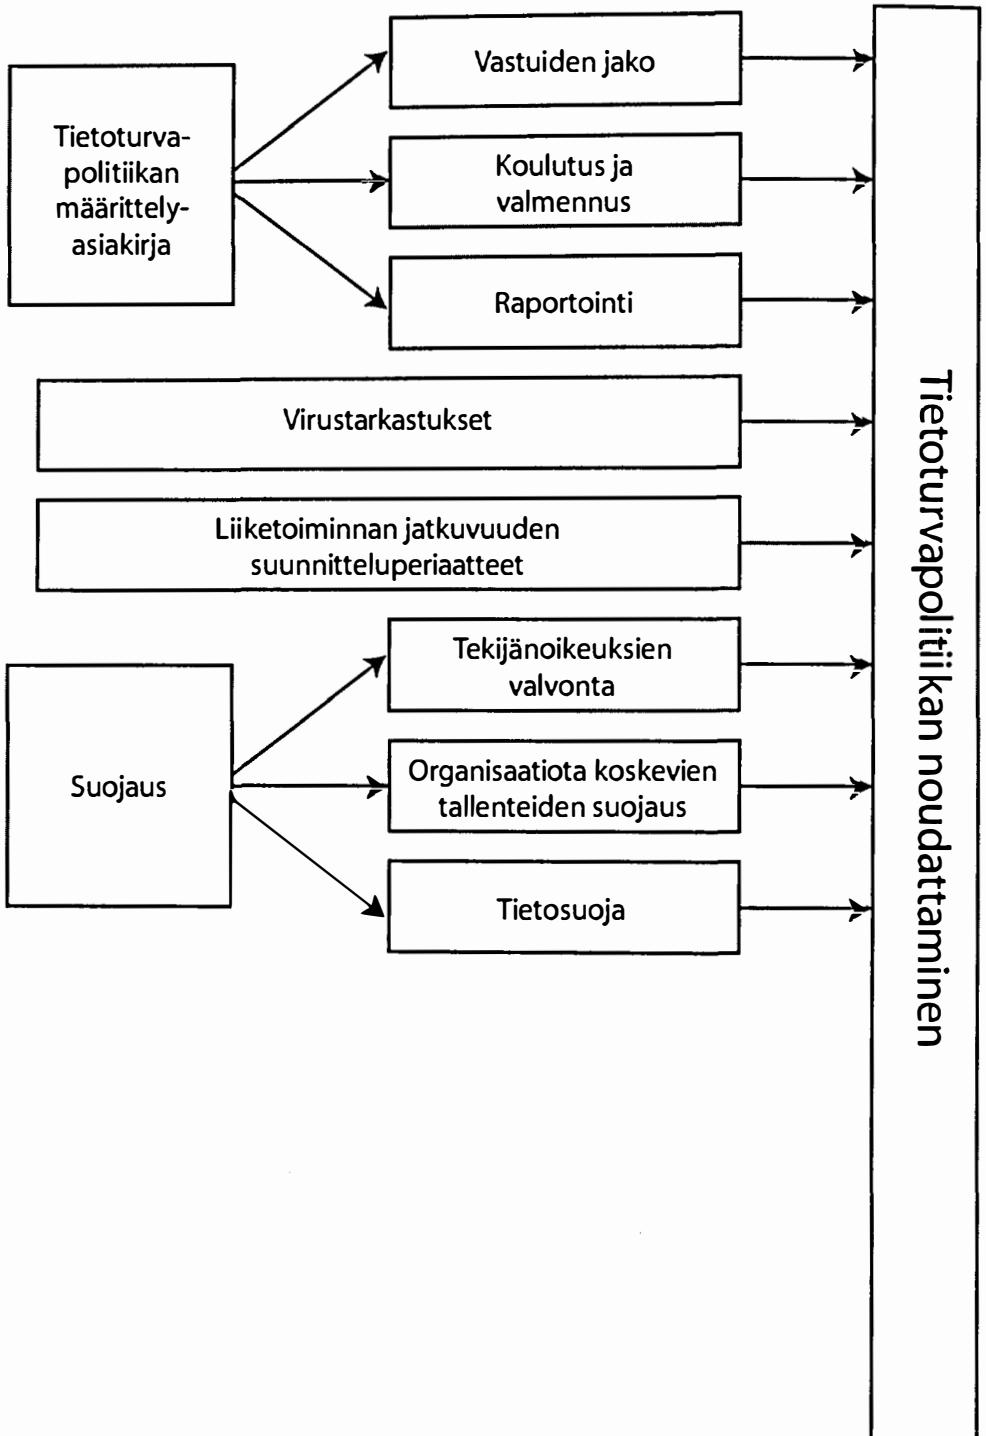 Tietoturva-
politiikan
määrittely-
asiakirja
Vastuiden jako
Koulutus ja
valmennus
Raportointi
Virustarkastukset
Liiketoiminnan jatkuvuuden
suunnitteluperiaatteet
Suojaus
Tekijänoikeuksien
valvonta
Organisaatiota koskevien
tallenteiden suojaus
Tietosuoja
Tietoturvapolitiikan noudattaminen